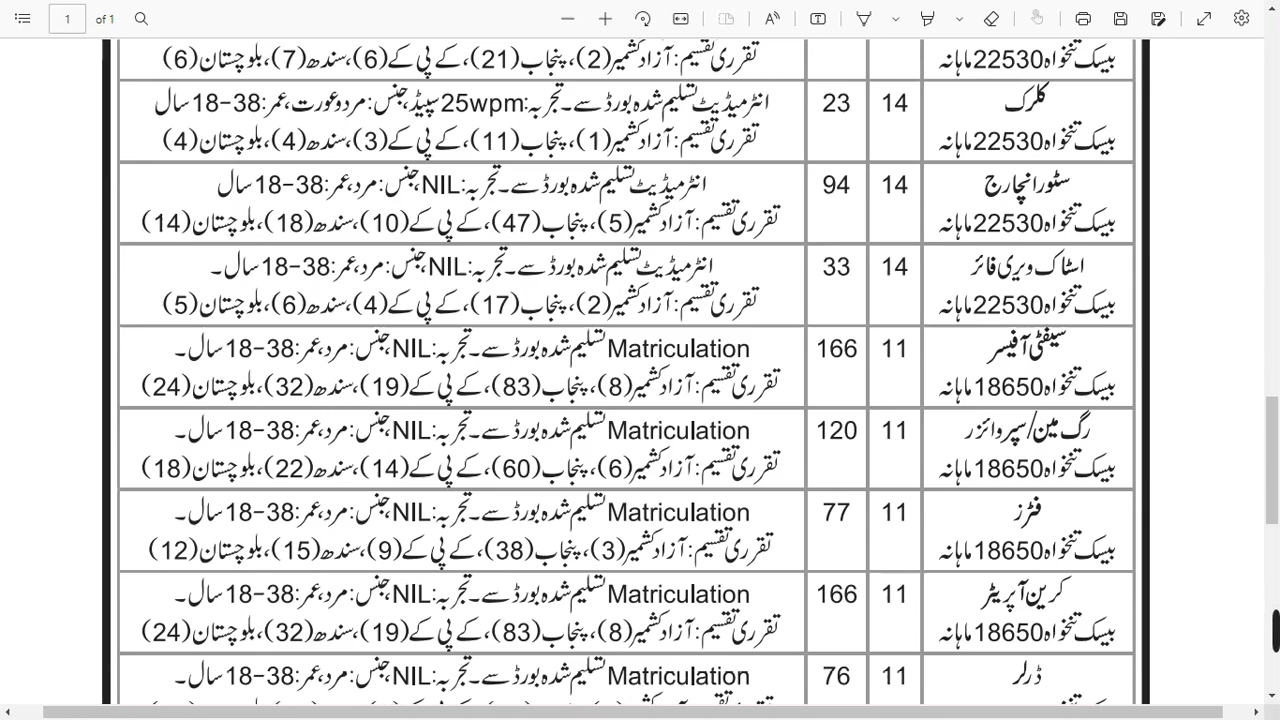 1 of 1
بیسک تنخواہ 22530 ماہانہ
تقرری تقسیم: آزاد کشمیر (2)، پنجاب (21)، کے پی کے (6)، سندھ (7)، بلوچستان (6)
کلرک 14 23 انٹرمیڈیٹ تسلیم شدہ بورڈ سے۔ تجربہ: 25wpm سپیڈ، جنس: مرد و عورت، عمر: 38-18 سال
بیسک تنخواہ 22530 ماہانہ
تقرری تقسیم: آزاد کشمیر (1)، پنجاب (11)، کے پی کے (3)، سندھ (4)، بلوچستان (4)
سٹور انچارج 14 94 انٹرمیڈیٹ تسلیم شدہ بورڈ سے۔ تجربہ: NIL، جنس: مرد، عمر: 38-18 سال
بیسک تنخواہ 22530 ماہانہ
تقرری تقسیم: آزاد کشمیر (5)، پنجاب (47)، کے پی کے (10)، سندھ (18)، بلوچستان (14)
اسٹاک ویری فائر 14 33 انٹرمیڈیٹ تسلیم شدہ بورڈ سے۔ تجربہ: NIL، جنس: مرد، عمر: 38-18 سال۔
بیسک تنخواہ 22530 ماہانہ
تقرری تقسیم: آزاد کشمیر (2)، پنجاب (17)، کے پی کے (4)، سندھ (6)، بلوچستان (5)
سیفٹی آفیسر 11 166 Matriculation تسلیم شدہ بورڈ سے۔ تجربہ: NIL، جنس: مرد، عمر: 38-18 سال۔
بیسک تنخواہ 18650 ماہانہ
تقرری تقسیم: آزاد کشمیر (8)، پنجاب (83)، کے پی کے (19)، سندھ (32)، بلوچستان (24)
رگ مین/سپروائزر 11 120 Matriculation تسلیم شدہ بورڈ سے۔ تجربہ: NIL، جنس: مرد، عمر: 38-18 سال۔
بیسک تنخواہ 18650 ماہانہ
تقرری تقسیم: آزاد کشمیر (6)، پنجاب (60)، کے پی کے (14)، سندھ (22)، بلوچستان (18)
فٹرز 11 77 Matriculation تسلیم شدہ بورڈ سے۔ تجربہ: NIL، جنس: مرد، عمر: 38-18 سال۔
بیسک تنخواہ 18650 ماہانہ
تقرری تقسیم: آزاد کشمیر (3)، پنجاب (38)، کے پی کے (9)، سندھ (15)، بلوچستان (12)
کرین آپریٹر 11 166 Matriculation تسلیم شدہ بورڈ سے۔ تجربہ: NIL، جنس: مرد، عمر: 38-18 سال۔
بیسک تنخواہ 18650 ماہانہ
تقرری تقسیم: آزاد کشمیر (8)، پنجاب (83)، کے پی کے (19)، سندھ (32)، بلوچستان (24)
ڈرلر 11 76 Matriculation تسلیم شدہ بورڈ سے۔ تجربہ: NIL، جنس: مرد، عمر: 38-18 سال۔